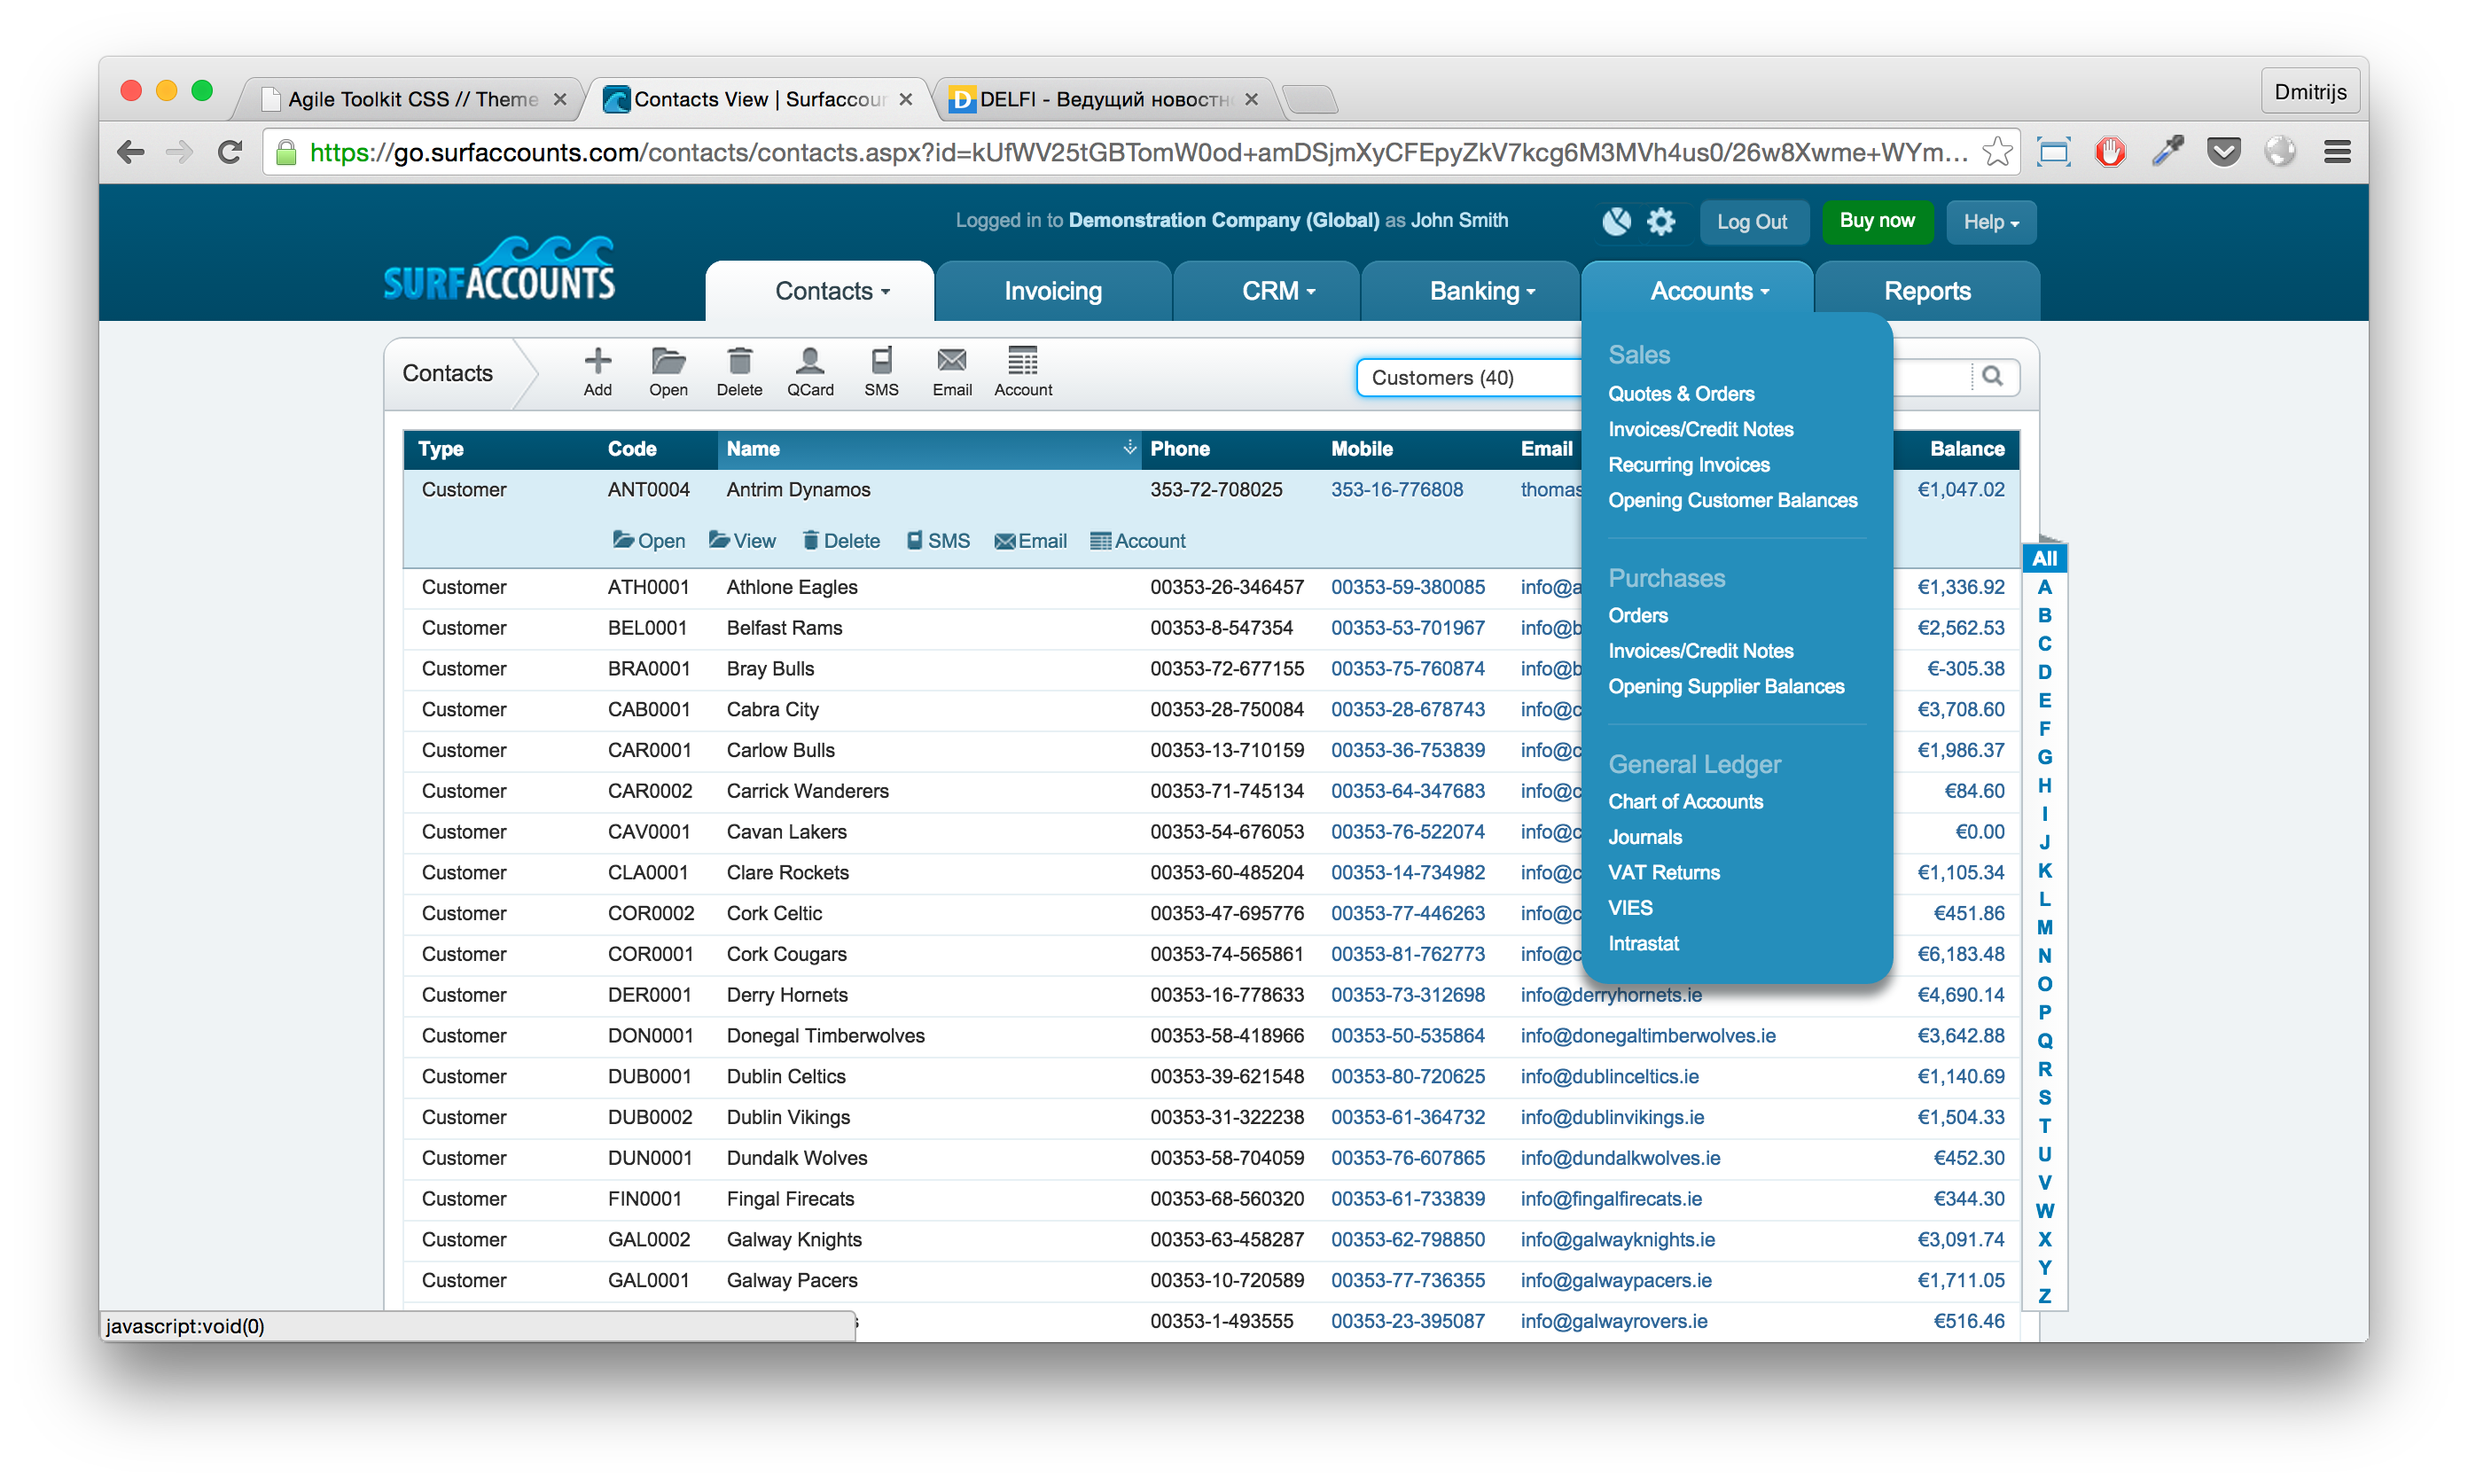 Agile Toolkit CSS // Theme
Contacts View | Surfaccour
DELFI - Ведущий новостн
Dmitrijs
https://go.surfaccounts.com/contacts/contacts.aspx?id=kUfWV25tGBTomW0od+amDSjmXyCFEpyZkV7kcg6M3MVh4us0/26w8Xwme+WYm...
Logged in to Demonstration Company (Global) as John Smith
Log Out
Buy now
Help
SURFACCOUNTS
Contacts
Invoicing
CRM
Banking
Accounts
Reports
Contacts
Add
Open
Delete
QCard
SMS
Email
Account
Customers (40)
Sales
Quotes & Orders
Invoices/Credit Notes
Recurring Invoices
Opening Customer Balances
Purchases
Orders
Invoices/Credit Notes
Opening Supplier Balances
General Ledger
Chart of Accounts
Journals
VAT Returns
VIES
Intrastat
Type Code Name Phone Mobile Email Balance
Customer ANT0004 Antrim Dynamos 353-72-708025 353-16-776808 thomas €1,047.02
Open View Delete SMS Email Account
Customer ATH0001 Athlone Eagles 00353-26-346457 00353-59-380085 info@a €1,336.92
Customer BEL0001 Belfast Rams 00353-8-547354 00353-53-701967 info@b €2,562.53
Customer BRA0001 Bray Bulls 00353-72-677155 00353-75-760874 info@b €-305.38
Customer CAB0001 Cabra City 00353-28-750084 00353-28-678743 info@c €3,708.60
Customer CAR0001 Carlow Bulls 00353-13-710159 00353-36-753839 info@c €1,986.37
Customer CAR0002 Carrick Wanderers 00353-71-745134 00353-64-347683 info@c €84.60
Customer CAV0001 Cavan Lakers 00353-54-676053 00353-76-522074 info@c €0.00
Customer CLA0001 Clare Rockets 00353-60-485204 00353-14-734982 info@c €1,105.34
Customer COR0002 Cork Celtic 00353-47-695776 00353-77-446263 info@c €451.86
Customer COR0001 Cork Cougars 00353-74-565861 00353-81-762773 info@c €6,183.48
Customer DER0001 Derry Hornets 00353-16-778633 00353-73-312698 info@derryhornets.ie €4,690.14
Customer DON0001 Donegal Timberwolves 00353-58-418966 00353-50-535864 info@donegaltimberwolves.ie €3,642.88
Customer DUB0001 Dublin Celtics 00353-39-621548 00353-80-720625 info@dublinceltics.ie €1,140.69
Customer DUB0002 Dublin Vikings 00353-31-322238 00353-61-364732 info@dublinvikings.ie €1,504.33
Customer DUN0001 Dundalk Wolves 00353-58-704059 00353-76-607865 info@dundalkwolves.ie €452.30
Customer FIN0001 Fingal Firecats 00353-68-560320 00353-61-733839 info@fingalfirecats.ie €344.30
Customer GAL0002 Galway Knights 00353-63-458287 00353-62-798850 info@galwayknights.ie €3,091.74
Customer GAL0001 Galway Pacers 00353-10-720589 00353-77-736355 info@galwaypacers.ie €1,711.05
00353-1-493555 00353-23-395087 info@galwayrovers.ie €516.46
All
A
B
C
D
E
F
G
H
I
J
K
L
M
N
O
P
Q
R
S
T
U
V
W
X
Y
Z
javascript:void(0)